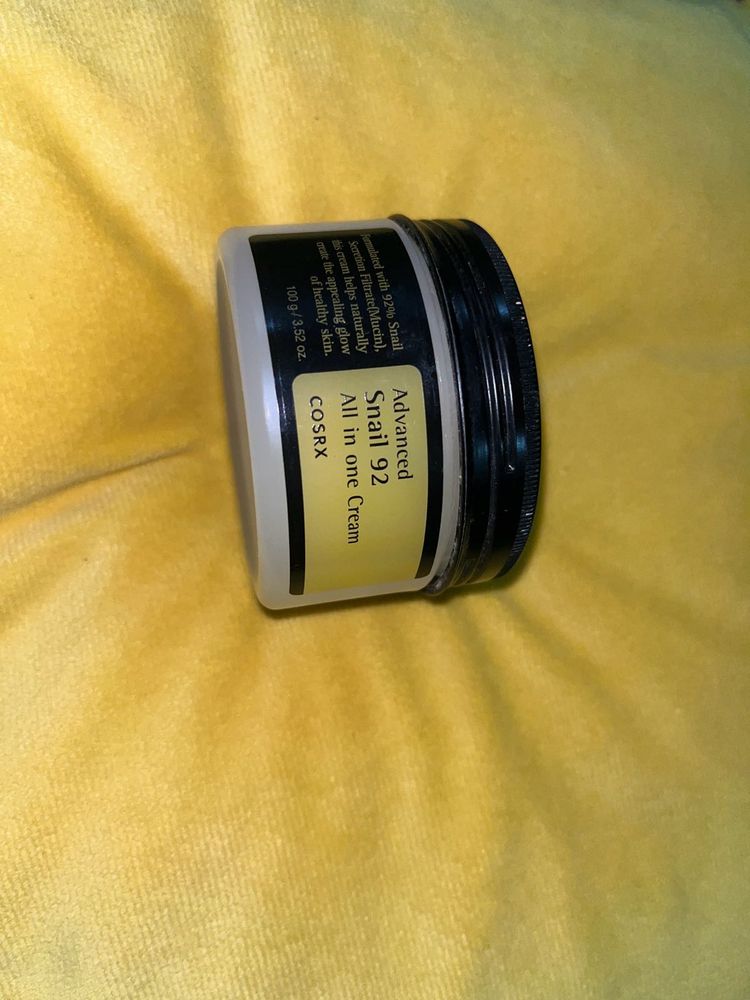 Formulated with 92% Snail
Secretion Filtrate(Mucin),
this cream helps naturally
create the appealing glow
of healthy skin.
100 g / 3.52 oz.
Advanced
Snail 92
All in one Cream
COSRX